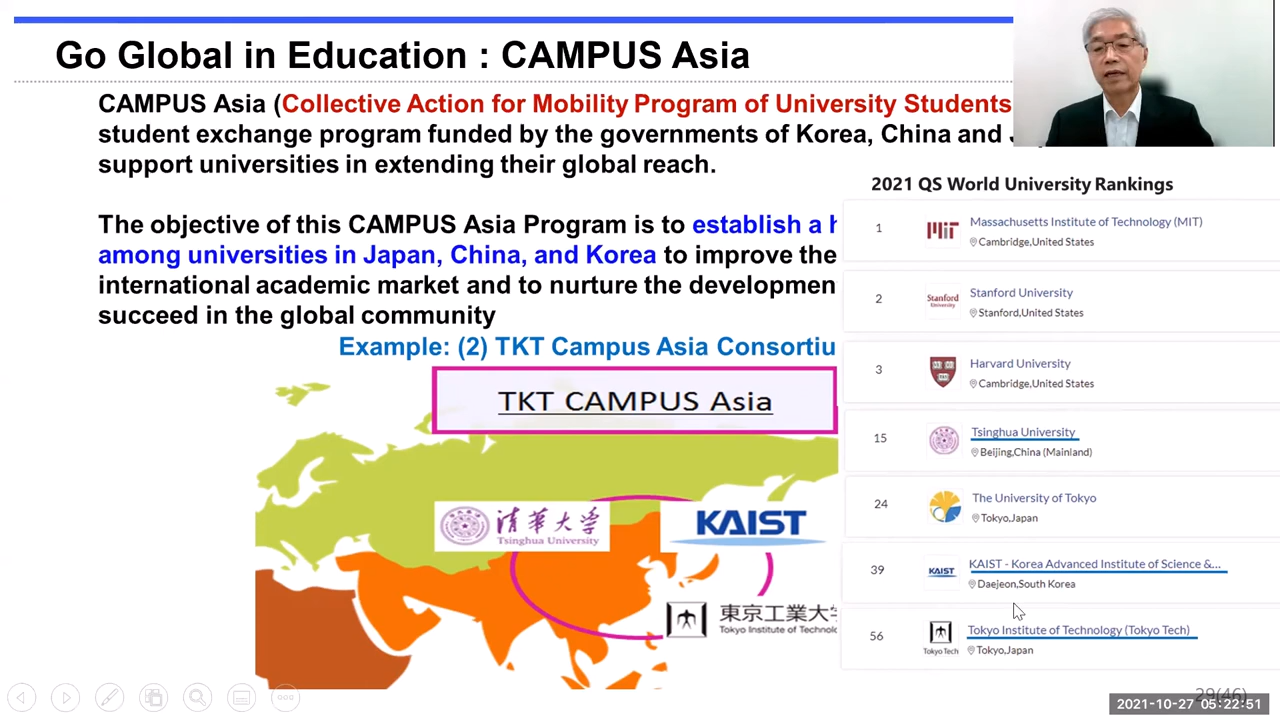 Go Global in Education : CAMPUS Asia
CAMPUS Asia (Collective Action for Mobility Program of University Students
student exchange program funded by the governments of Korea, China and
support universities in extending their global reach.
The objective of this CAMPUS Asia Program is to establish a
among universities in Japan, China, and Korea to improve the
international academic market and to nurture the
succeed in the global community
Example: (2) TKT Campus Asia
TKT CAMPUS Asia
清華大学
Tsinghua University
KAIST
東京工業大
Tokyo Institute of
2021 QS World University Rankings
1
MIT
Massachusetts Institute of Technology (MIT)
Cambridge,United States
2
Stanford
University
Stanford University
Stanford,United States
3
Harvard University
Cambridge,United States
15
Tsinghua University
Beijing,China (Mainland)
24
The University of Tokyo
Tokyo,Japan
39
KAIST
KAIST - Korea Advanced Institute of Science &...
Daejeon,South Korea
56
Tokyo Tech
Tokyo Institute of Technology (Tokyo Tech)
Tokyo,Japan
29(46)
2021-10-27 05:22:51